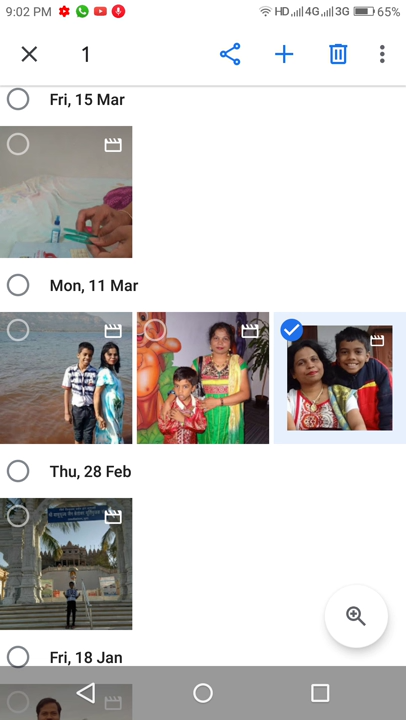 9:02 PM
HD 4G 3G 65%
1
Fri, 15 Mar
Mon, 11 Mar
Thu, 28 Feb
Fri, 18 Jan